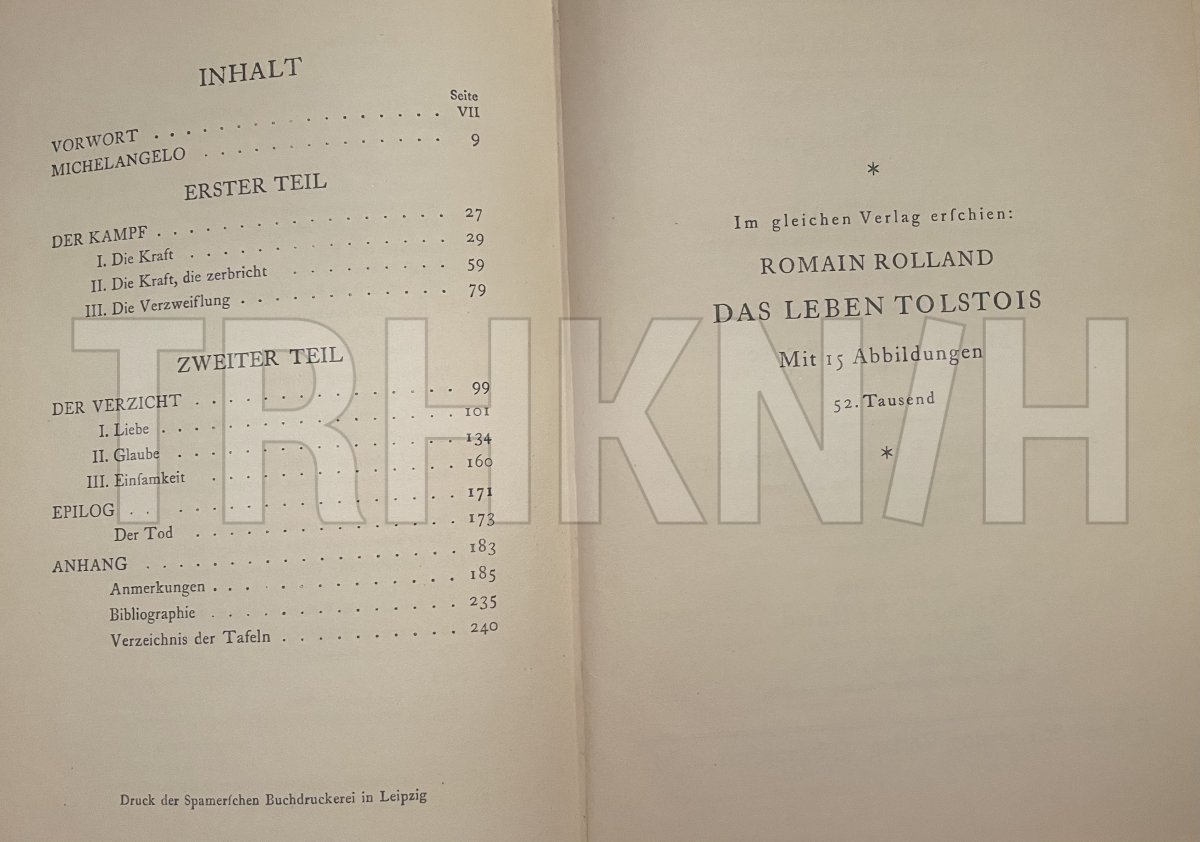 INHALT
Seite
VORWORT . . . . . . . . . . . . . . . . VII
MICHELANGELO . . . . . . . . . . . . . 9
ERSTER TEIL
DER KAMPF . . . . . . . . . . . . . . . 27
I. Die Kraft . . . . . . . . . . . . . . 29
II. Die Kraft, die zerbricht . . . . . . . . 59
III. Die Verzweiflung . . . . . . . . . . . . 79
ZWEITER TEIL
DER VERZICHT . . . . . . . . . . . . . . 99
I. Liebe . . . . . . . . . . . . . . . . 101
II. Glaube . . . . . . . . . . . . . . . 134
III. Einſamkeit . . . . . . . . . . . . . 160
EPILOG . . . . . . . . . . . . . . . . 171
Der Tod . . . . . . . . . . . . . . 173
ANHANG . . . . . . . . . . . . . . . . 183
Anmerkungen . . . . . . . . . . . . . 185
Bibliographie . . . . . . . . . . . . . 235
Verzeichnis der Tafeln . . . . . . . . . . 240
Druck der Spamerſchen Buchdruckerei in Leipzig
*
Im gleichen Verlag erſchien:
ROMAIN ROLLAND
DAS LEBEN TOLSTOIS
Mit 15 Abbildungen
52. Tausend
*
TRHKN/H